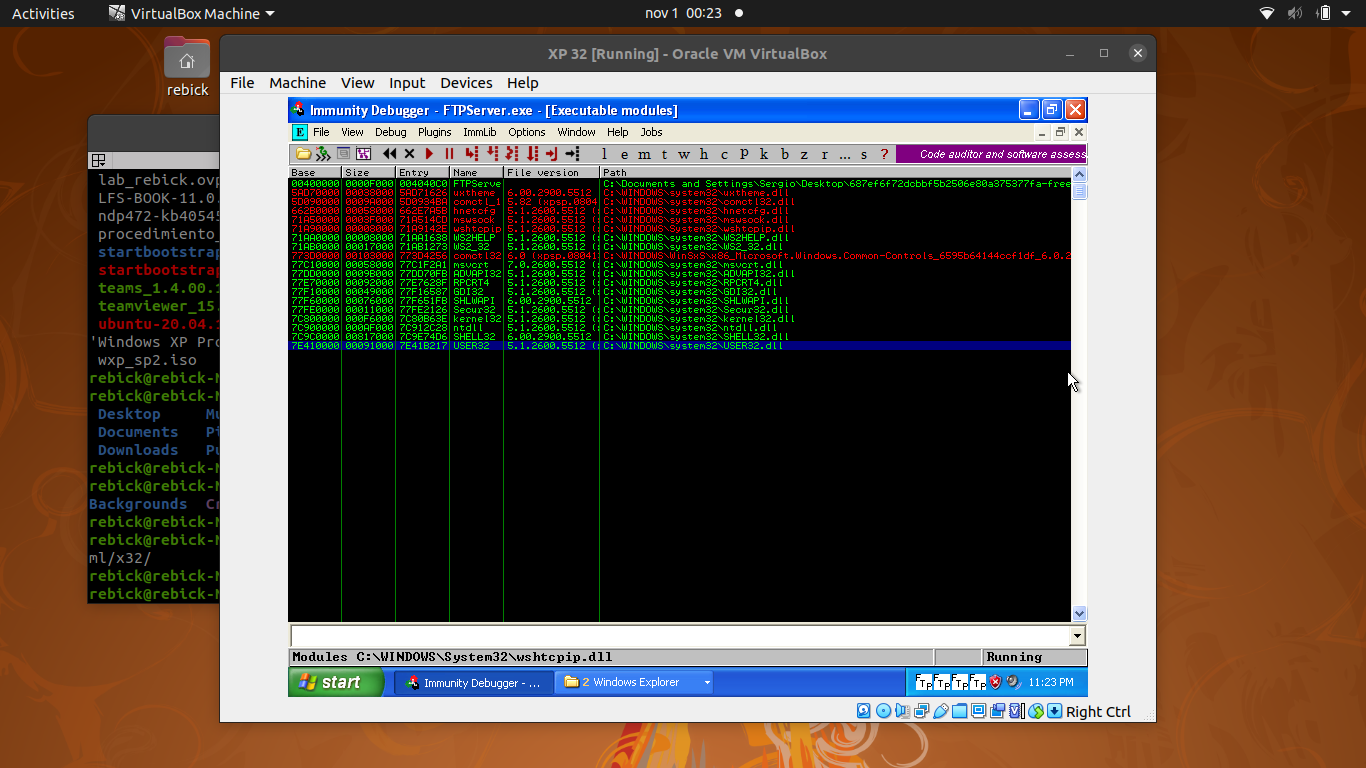 Activities VirtualBox Machine nov 1 00:23
rebick
XP 32 [Running] - Oracle VM VirtualBox
File Machine View Input Devices Help
Immunity Debugger - FTPServer.exe - [Executable modules]
File View Debug Plugins ImmLib Options Window Help Jobs
l e m t w h c p k b z r ... s ? Code auditor and software assess
Base Size Entry Name File version Path
00400000 0000F000 004040C0 FTPServe C:\Documents and Settings\Sergio\Desktop\687ef6f72dcbbf5b2506e80a375377fa-free
5AD70000 00038000 5AD71626 uxtheme 6.00.2900.5512 C:\WINDOWS\system32\uxtheme.dll
5D090000 0009A000 5D0934BA comctl_1 5.82 (xpsp.0804 C:\WINDOWS\system32\comctl32.dll
662B0000 00058000 662E7A5B hnetcfg 5.1.2600.5512 ( C:\WINDOWS\system32\hnetcfg.dll
71A50000 0003F000 71A514CD mswsock 5.1.2600.5512 ( C:\WINDOWS\system32\mswsock.dll
71A90000 00008000 71A9142E wshtcpip 5.1.2600.5512 ( C:\WINDOWS\System32\wshtcpip.dll
71AA0000 00008000 71AA1638 WS2HELP 5.1.2600.5512 ( C:\WINDOWS\system32\WS2HELP.dll
71AB0000 00017000 71AB1273 WS2_32 5.1.2600.5512 ( C:\WINDOWS\system32\WS2_32.dll
773D0000 00103000 773D4256 comctl32 6.0 (xpsp.08041 C:\WINDOWS\WinSxS\x86_Microsoft.Windows.Common-Controls_6595b64144ccf1df_6.0.2
77C10000 00058000 77C1F2A1 msvcrt 7.0.2600.5512 ( C:\WINDOWS\system32\msvcrt.dll
77DD0000 0009B000 77DD70FB ADVAPI32 5.1.2600.5512 ( C:\WINDOWS\system32\ADVAPI32.dll
77E70000 00092000 77E7628F RPCRT4 5.1.2600.5512 ( C:\WINDOWS\system32\RPCRT4.dll
77F10000 00049000 77F16587 GDI32 5.1.2600.5512 ( C:\WINDOWS\system32\GDI32.dll
77F60000 00076000 77F651FB SHLWAPI 6.00.2900.5512 C:\WINDOWS\system32\SHLWAPI.dll
77FE0000 00011000 77FE2126 Secur32 5.1.2600.5512 ( C:\WINDOWS\system32\Secur32.dll
7C800000 000F6000 7C80B63E kernel32 5.1.2600.5512 ( C:\WINDOWS\system32\kernel32.dll
7C900000 000AF000 7C912C28 ntdll 5.1.2600.5512 ( C:\WINDOWS\system32\ntdll.dll
7C9C0000 00817000 7C9E74D6 SHELL32 6.00.2900.5512 C:\WINDOWS\system32\SHELL32.dll
7E410000 00091000 7E41B217 USER32 5.1.2600.5512 ( C:\WINDOWS\system32\USER32.dll
Modules C:\WINDOWS\System32\wshtcpip.dll Running
start Immunity Debugger - ... 2 Windows Explorer FTP FTP FTP FTP 11:23 PM
Right Ctrl
lab_rebick.ovp
LFS-BOOK-11.0.
ndp472-kb40545
procedimiento_
startbootstrap
startbootstrap
teams_1.4.00.1
teamviewer_15.
ubuntu-20.04.1
'Windows XP Pro
wxp_sp2.iso
rebick@rebick-N
rebick@rebick-N
Desktop Mu
Documents Pi
Downloads Pu
rebick@rebick-N
rebick@rebick-N
Backgrounds Cr
rebick@rebick-N
rebick@rebick-N
ml/x32/
rebick@rebick-N
rebick@rebick-N